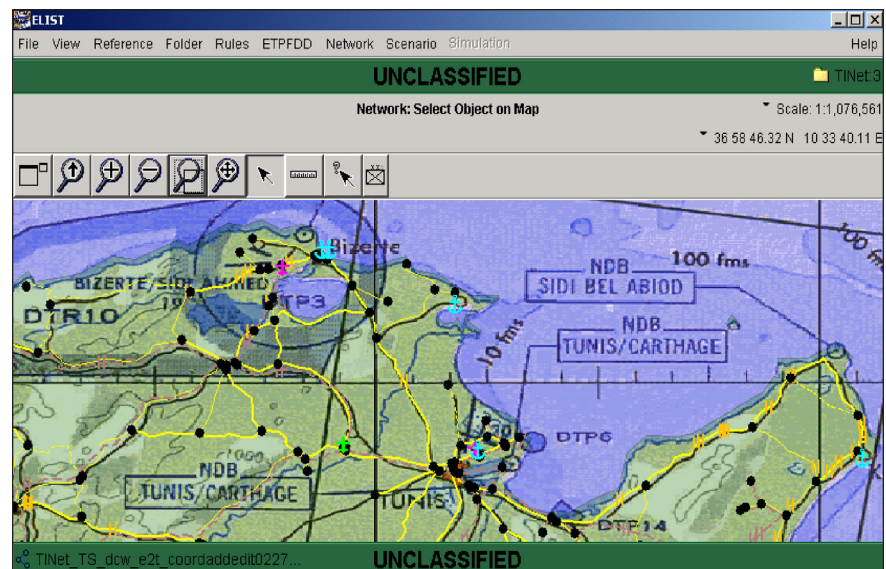 ELIST
File View Reference Folder Rules ETPFDD Network Scenario Simulation Help
UNCLASSIFIED
TINet:3
Network: Select Object on Map
Scale: 1:1,076,561
36 58 46.32 N 10 33 40.11 E
Bizerte
100 fms
100
NDB
SIDI BEL ABIOD
BIZERTE/SIDI AHMED
DTP3
DTR10
10 fms
NDB
TUNIS/CARTHAGE
DTP6
NDB
TUNIS/CARTHAGE
TUNIS
DTP14
TINet_TS_dcw_e2t_coordaddedit0227...
UNCLASSIFIED